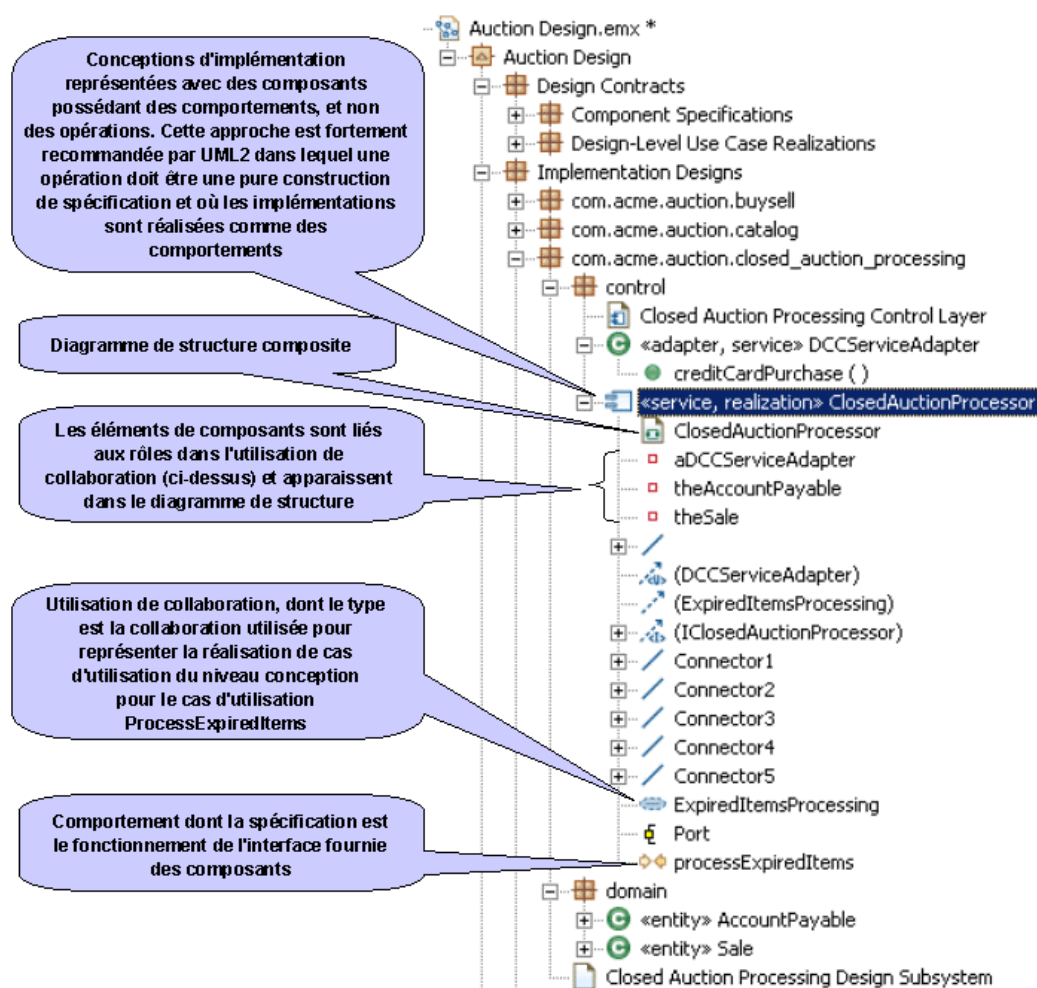 Auction Design.emx *
Auction Design
Design Contracts
Component Specifications
Design-Level Use Case Realizations
Implementation Designs
com.acme.auction.buysell
com.acme.auction.catalog
com.acme.auction.closed_auction_processing
control
Closed Auction Processing Control Layer
«adapter, service» DCCServiceAdapter
creditCardPurchase ( )
«service, realization» ClosedAuctionProcessor
ClosedAuctionProcessor
aDCCServiceAdapter
theAccountPayable
theSale
(DCCServiceAdapter)
(ExpiredItemsProcessing)
(IClosedAuctionProcessor)
Connector1
Connector2
Connector3
Connector4
Connector5
ExpiredItemsProcessing
Port
processExpiredItems
domain
«entity» AccountPayable
«entity» Sale
Closed Auction Processing Design Subsystem
Conceptions d'implémentation
représentées avec des composants
possédant des comportements, et non
des opérations. Cette approche est fortement
recommandée par UML2 dans lequel une
opération doit être une pure construction
de spécification et où les implémentations
sont réalisées comme des
comportements
Diagramme de structure composite
Les éléments de composants sont liés
aux rôles dans l'utilisation de
collaboration (ci-dessus) et apparaissent
dans le diagramme de structure
Utilisation de collaboration, dont le type
est la collaboration utilisée pour
représenter la réalisation de cas
d'utilisation du niveau conception
pour le cas d'utilisation
ProcessExpiredItems
Comportement dont la spécification est
le fonctionnement de l'interface fournie
des composants